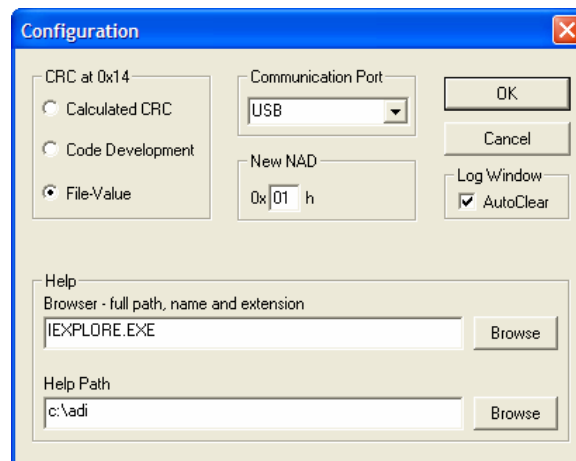 Configuration
CRC at 0x14
Calculated CRC
Code Development
File-Value
Communication Port
USB
New NAD
0x 01 h
OK
Cancel
Log Window
AutoClear
Help
Browser - full path, name and extension
IEXPLORE.EXE
Browse
Help Path
c:\adi
Browse